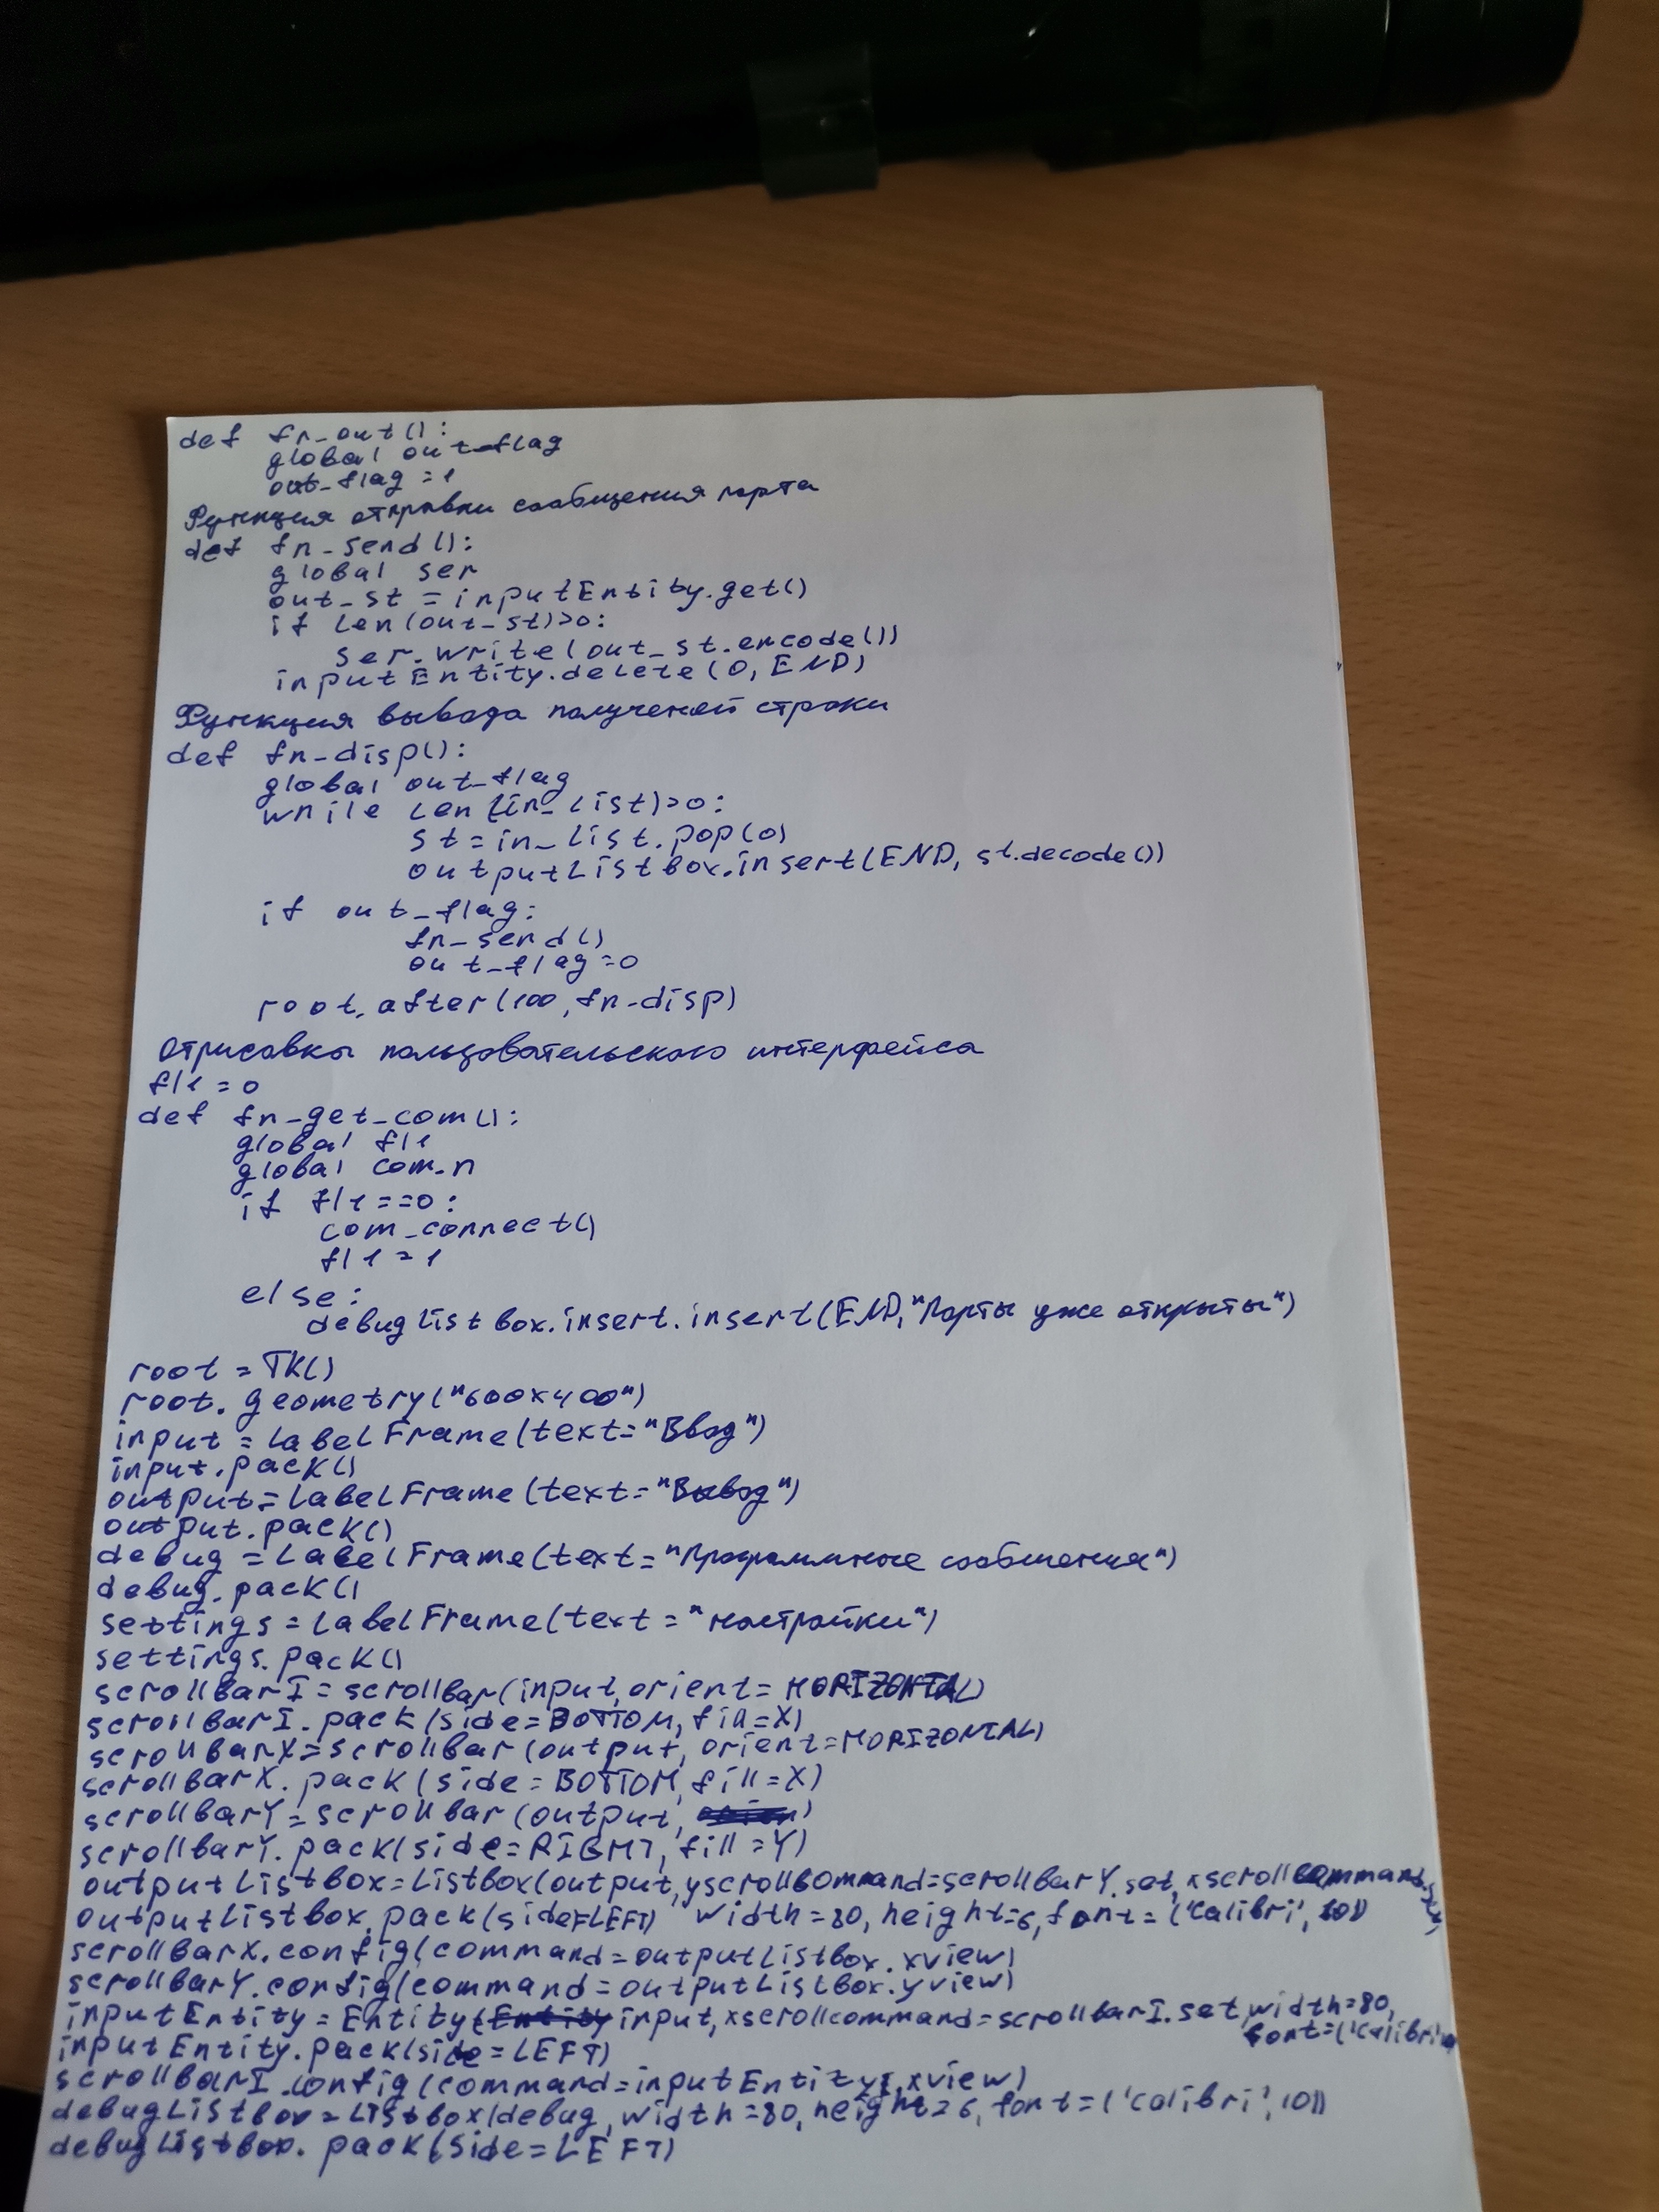 def fn_out():
global out_flag
out_flag=1
Функция отправки сообщения порта
def fn_send():
global ser
out_st = inputEntity.get()
if len(out_st)>0:
ser.write(out_st.encode())
inputEntity.delete(0, END)
Функция вывода полученой строки
def fn_disp():
global out_flag
while len(in_list)>0:
st=in_list.pop(0)
outputListbox.insert(END, st.decode())
if out_flag:
fn_send()
out_flag=0
root.after(100, fn_disp)
Отрисовка пользовательского интерфейса
fl1=0
def fn_get_com():
global fl1
global com_n
if fl1==0:
com_connect()
fl1=1
else:
debuglistbox.insert.insert(END,"Порты уже открыты")
root = TK()
root.geometry("600x400")
input = LabelFrame(text="Ввод")
input.pack()
output=LabelFrame(text="Вывод")
output.pack()
debug = LabelFrame(text="Программные сообщения")
debug.pack()
settings=LabelFrame(text="настройки")
settings.pack()
scrollbarI=scrollbar(input,orient=HORIZONTAL)
scrollbarI.pack(side=BOTTOM, fill=X)
scrollbarX=scrollbar(output, orient=HORIZONTAL)
scrollbarX.pack(side=BOTTOM, fill=X)
scrollbarY=scrollbar(output,)
scrollbarY.pack(side=RIGHT, fill=Y)
outputListbox=Listbox(output,yscrollcommand=scrollbarY.set,xscrollcommand
outputListbox.pack(side=LEFT) width=80, height=6, font=('Calibri', 10))
scrollbarX.config(command=outputListbox.xview)
scrollbarY.config(command=outputListbox.yview)
inputEntity=Entity(input,xscrollcommand=scrollbarI.set,width=80,
font=('Calibri'
inputEntity.pack(side=LEFT)
scrollbarI.config(command=inputEntity.xview)
debugListbox=Listbox(debug, width=80, height=6, font=('Calibri', 10))
debugListbox.pack(side=LEFT)